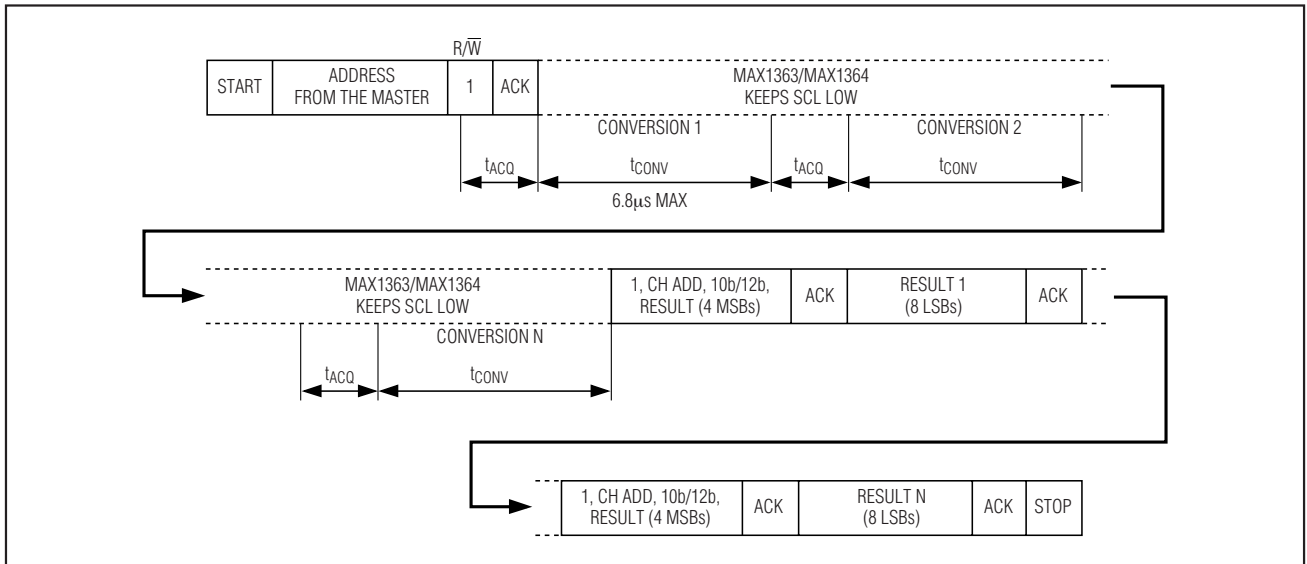 R/W̅
START
ADDRESS
FROM THE MASTER
1
ACK
MAX1363/MAX1364
KEEPS SCL LOW
CONVERSION 1
CONVERSION 2
tACQ
tCONV
tACQ
tCONV
6.8μs MAX
MAX1363/MAX1364
KEEPS SCL LOW
1, CH ADD, 10b/12b,
RESULT (4 MSBs)
ACK
RESULT 1
(8 LSBs)
ACK
CONVERSION N
tACQ
tCONV
1, CH ADD, 10b/12b,
RESULT (4 MSBs)
ACK
RESULT N
(8 LSBs)
ACK
STOP